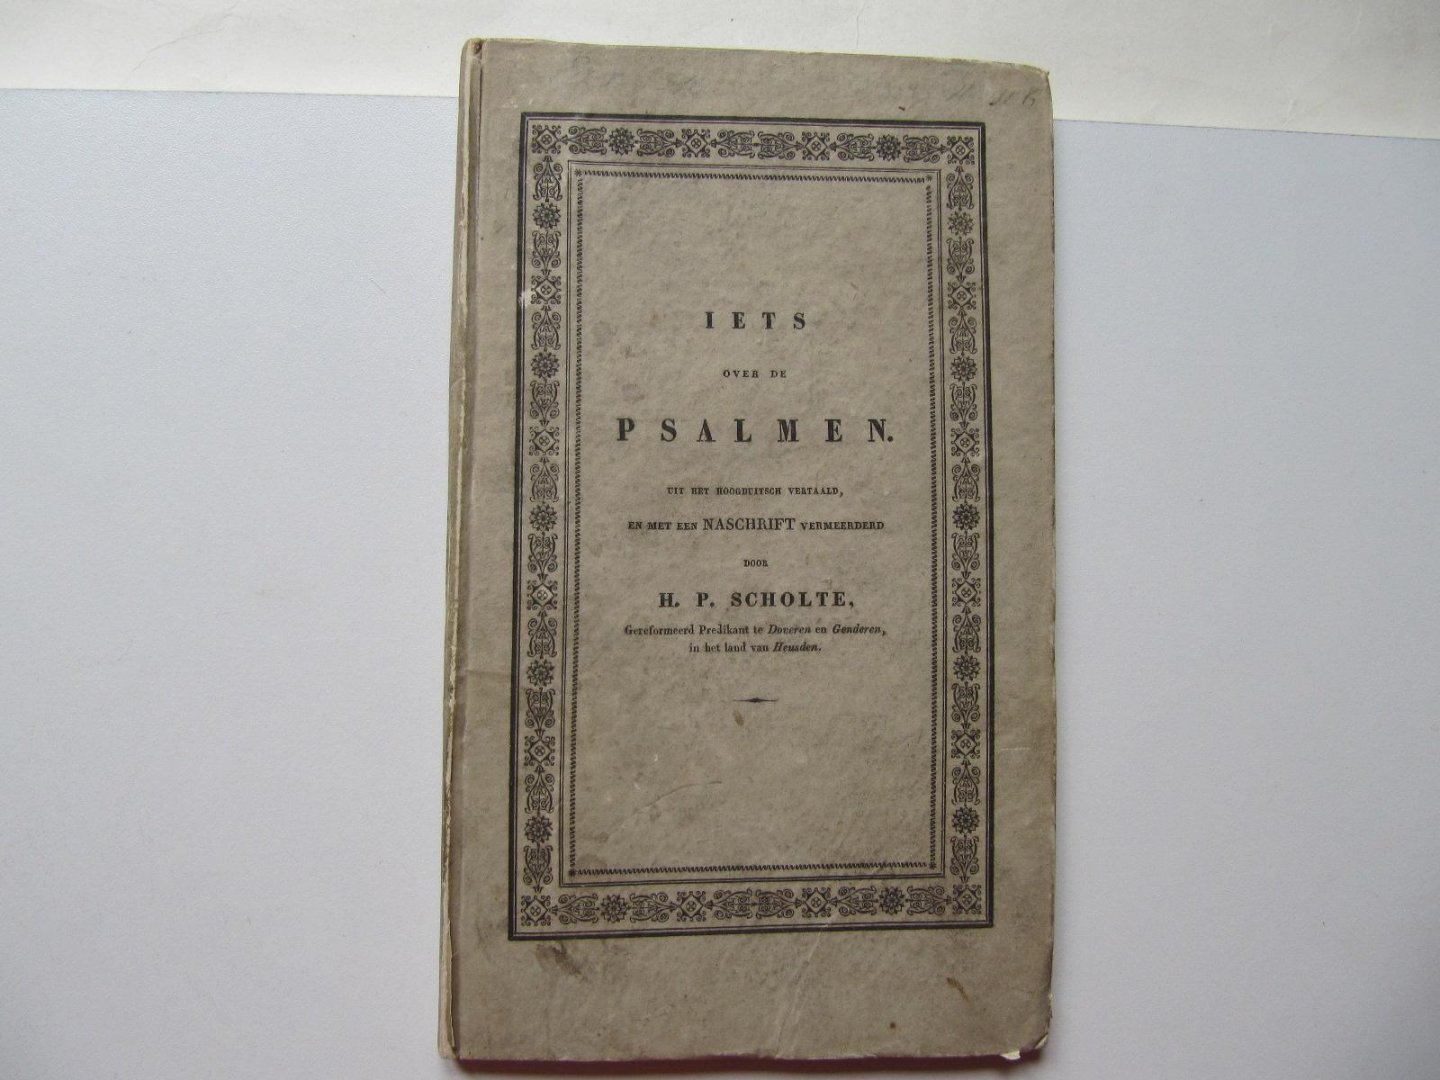 IETS
OVER DE
PSALMEN.
UIT HET HOOGDUITSCH VERTAALD,
EN MET EEN NASCHRIFT VERMEERDERD
DOOR
H. P. SCHOLTE,
Gereformeerd Predikant te Doveren en Genderen,
in het land van Heusden.